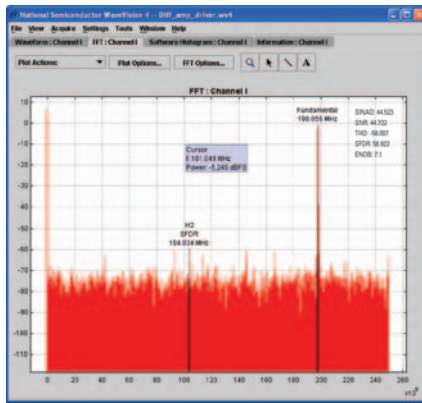 National Semiconductor WaveVision 4 -- DH1_amp_driver.wv4
File View Acquire Settings Tools Window Help
Waveform : Channel I FFT : Channel I Software Histogram : Channel I Information : Channel I
Plot Actions: Plot Options... FFT Options... A
FFT : Channel I
Fundamental
198.055 MHz
SINAD: 44.523
SNR: 44.722
THD: -58.007
SFDR: 58.922
ENOB: 7.1
Cursor
f:101.049 MHz
Power: -5.245 dBFS
H2
SFDR
104.034 MHz
10
0
-10
-20
-30
-40
-50
-60
-70
-80
-90
-100
-110
0 20 40 60 80 100 120 140 160 180 200 220 240 260